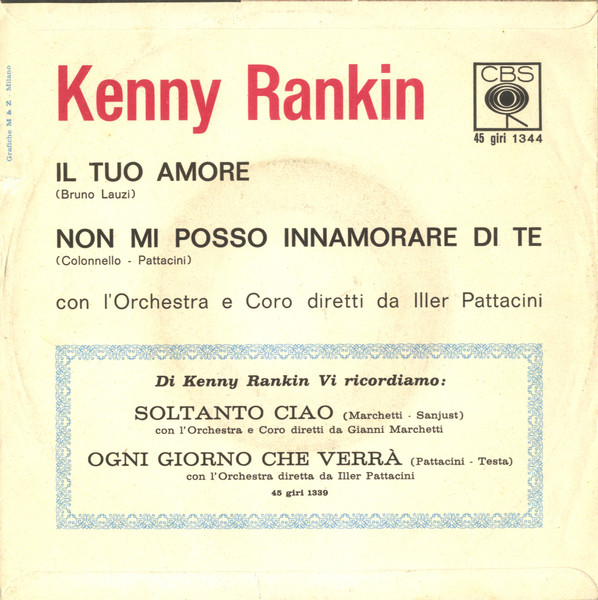 Grafiche M & Z - Milano
Kenny Rankin
CBS
45 giri 1344
IL TUO AMORE
(Bruno Lauzi)
NON MI POSSO INNAMORARE DI TE
(Colonnello - Pattacini)
con l'Orchestra e Coro diretti da Iller Pattacini
Di Kenny Rankin Vi ricordiamo:
SOLTANTO CIAO (Marchetti - Sanjust)
con l'Orchestra e Coro diretti da Gianni Marchetti
OGNI GIORNO CHE VERRÀ (Pattacini - Testa)
con l'Orchestra diretta da Iller Pattacini
45 giri 1339